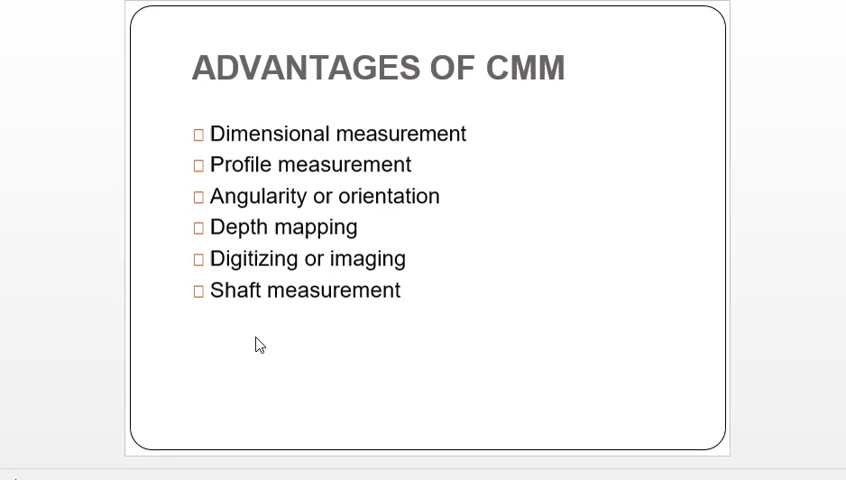 ADVANTAGES OF CMM
Dimensional measurement
Profile measurement
Angularity or orientation
Depth mapping
Digitizing or imaging
Shaft measurement